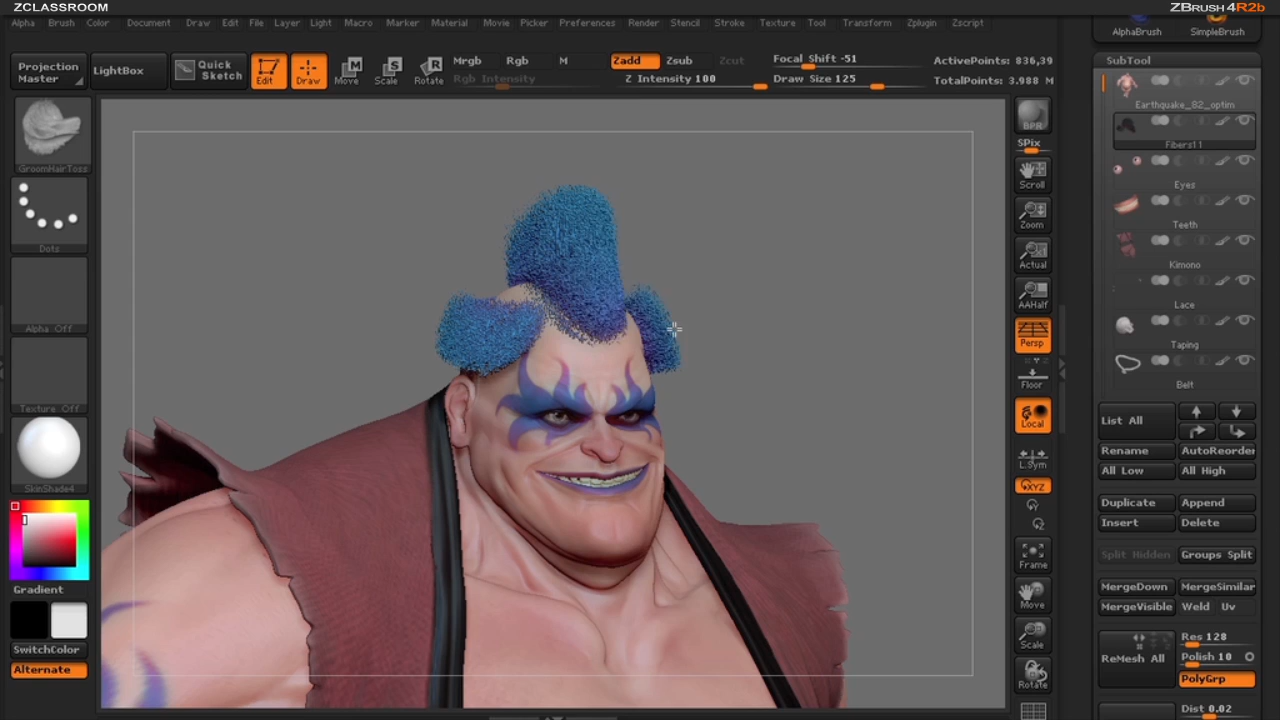 ZCLASSROOM
ZBrush 4R2b
Alpha Brush Color Document Draw Edit File Layer Light Macro Marker Material Movie Picker Preferences Render Stencil Stroke Texture Tool Transform Zplugin Zscript
AlphaBrush SimpleBrush
Projection Master
LightBox
Quick Sketch
Edit
Draw
Move
Scale
Rotate
Mrgb Rgb M
Rgb Intensity
Zadd Zsub Zcut
Z Intensity 100
Focal Shift -51
Draw Size 125
ActivePoints: 836,39
TotalPoints: 3.988 M
GroomHairToss
Dots
Alpha Off
Texture Off
SkinShade4
Gradient
SwitchColor
Alternate
BPR
SPix
Scroll
Zoom
Actual
AAHalf
Persp
Floor
Local
L.Sym
XYZ
Frame
Move
Scale
Rotate
SubTool
Earthquake_82_optim
Fibers11
Eyes
Teeth
Kimono
Lace
Taping
Belt
List All
Rename AutoReorder
All Low All High
Duplicate Append
Insert Delete
Split Hidden Groups Split
MergeDown MergeSimilar
MergeVisible Weld Uv
ReMesh All
Res 128
Polish 10
PolyGrp
Dist 0.02